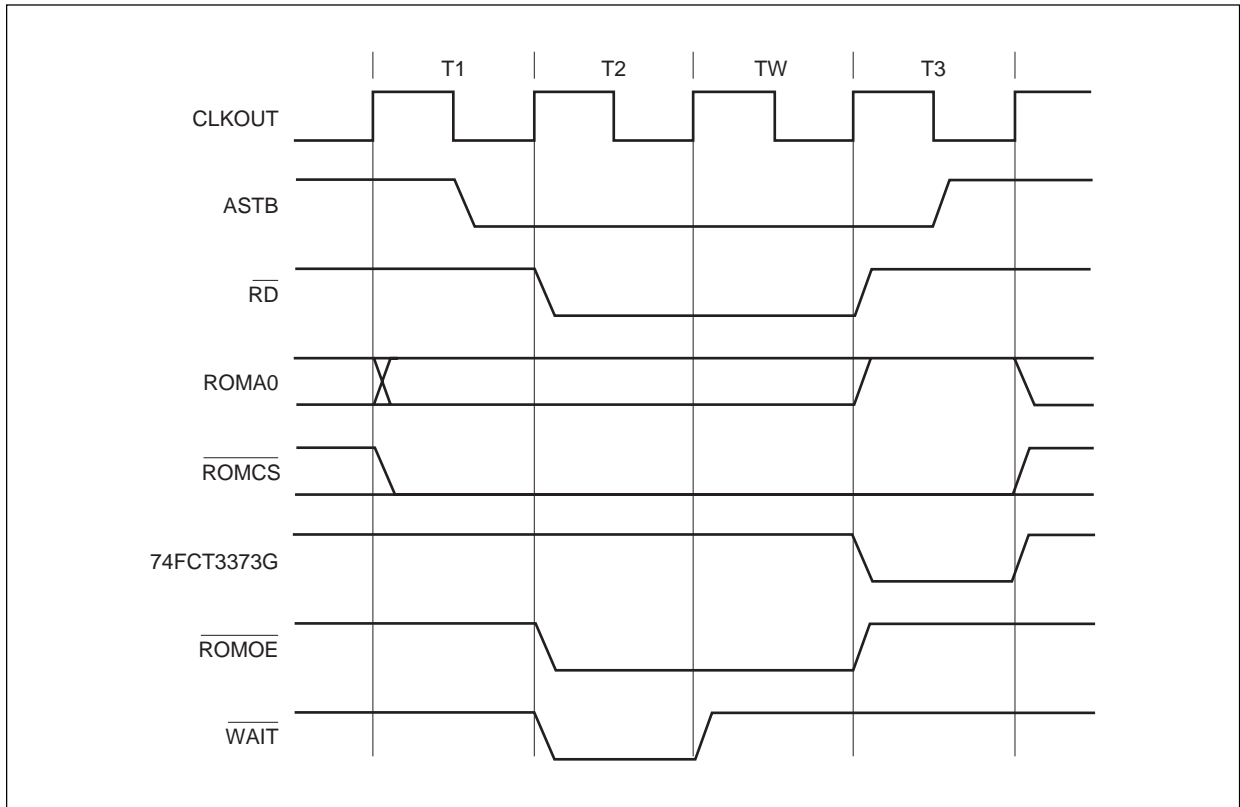 T1 T2 TW T3
CLKOUT
ASTB
RD
ROMA0
ROMCS
74FCT3373G
ROMOE
WAIT